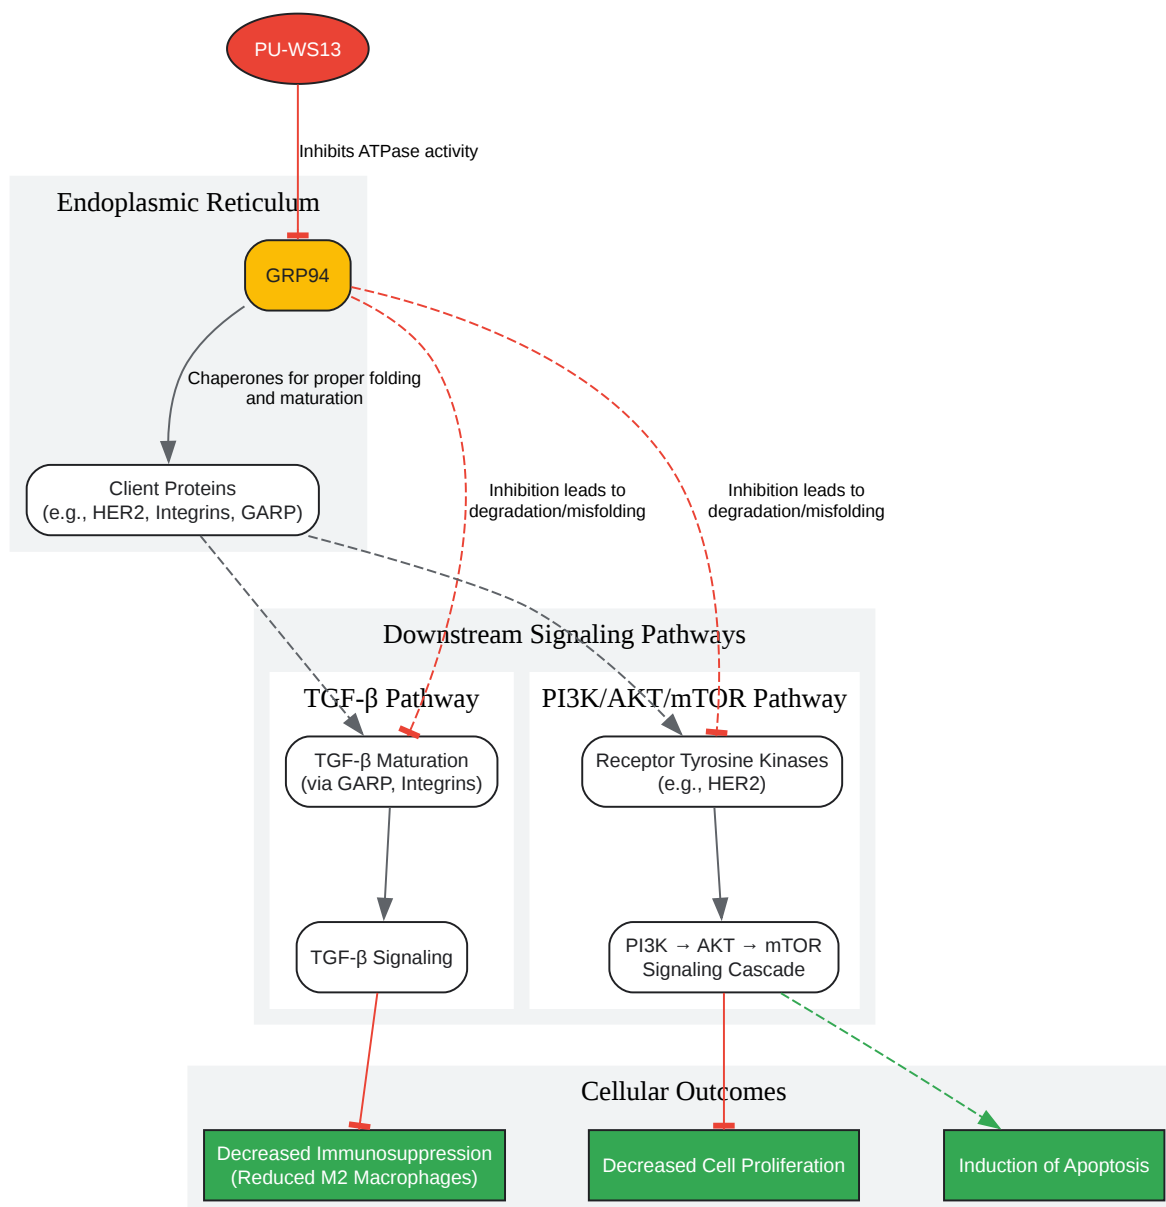 PU-WS13
Inhibits ATPase activity
Endoplasmic Reticulum
GRP94
Chaperones for proper folding
and maturation
Client Proteins
(e.g., HER2, Integrins, GARP)
Inhibition leads to
degradation/misfolding
Inhibition leads to
degradation/misfolding
Downstream Signaling Pathways
TGF-β Pathway
PI3K/AKT/mTOR Pathway
TGF-β Maturation
(via GARP, Integrins)
Receptor Tyrosine Kinases
(e.g., HER2)
TGF-β Signaling
PI3K → AKT → mTOR
Signaling Cascade
Cellular Outcomes
Decreased Immunosuppression
(Reduced M2 Macrophages)
Decreased Cell Proliferation
Induction of Apoptosis